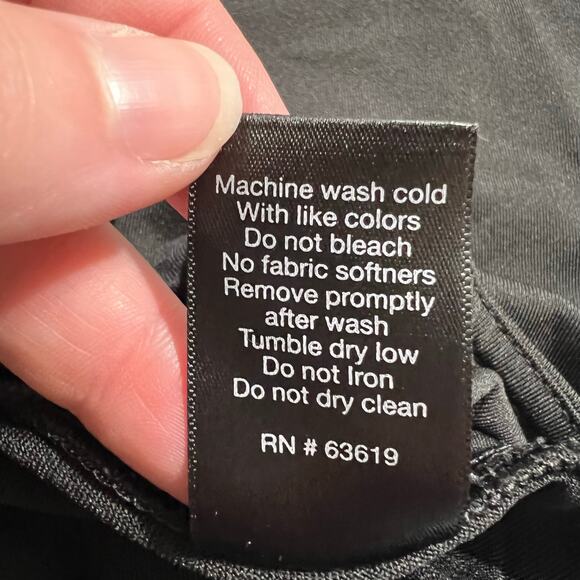 Machine wash cold
With like colors
Do not bleach
No fabric softners
Remove promptly
after wash
Tumble dry low
Do not Iron
Do not dry clean
RN # 63619